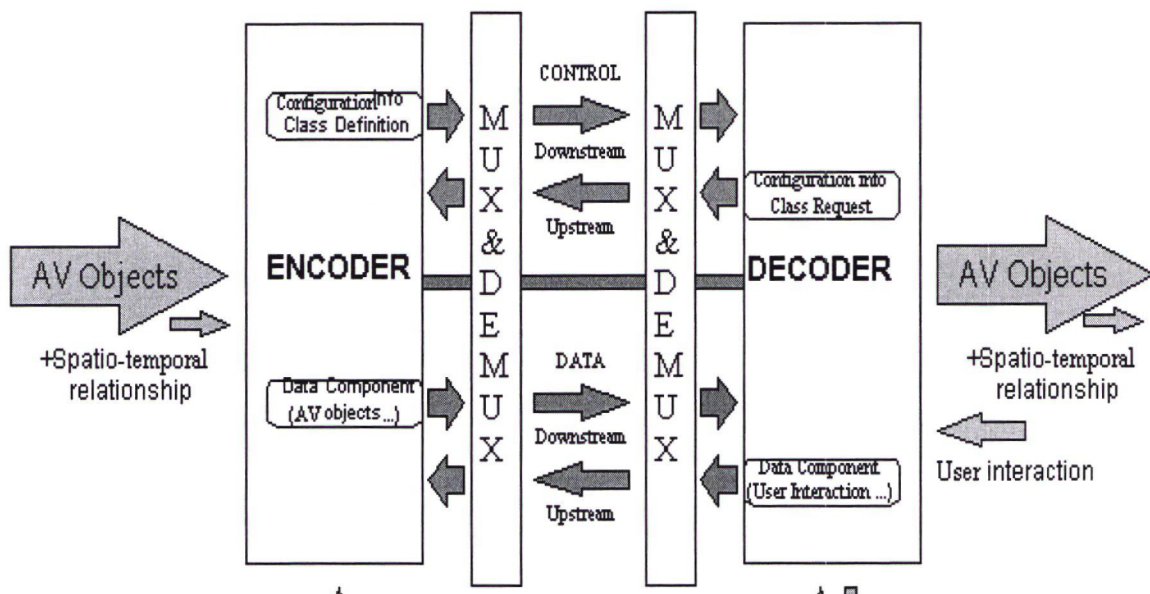 AV Objects
+Spatio-temporal
relationship
Configuration info
Class Definition
ENCODER
Data Component
(AV objects ...)
M
U
X
&
D
E
M
U
X
CONTROL
Downstream
Upstream
DATA
Downstream
Upstream
M
U
X
&
D
E
M
U
X
Configuration info
Class Request
DECODER
Data Component
(User Interaction ...)
AV Objects
+Spatio-temporal
relationship
User interaction